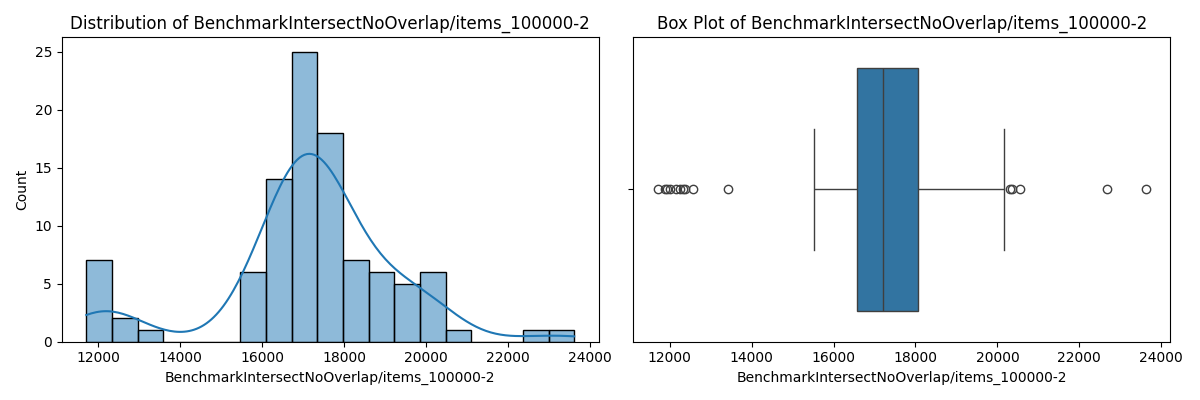 Distribution of BenchmarkIntersectNoOverlap/items_100000-2
Count
25
20
15
10
5
0
12000 14000 16000 18000 20000 22000 24000
BenchmarkIntersectNoOverlap/items_100000-2
Box Plot of BenchmarkIntersectNoOverlap/items_100000-2
12000 14000 16000 18000 20000 22000 24000
BenchmarkIntersectNoOverlap/items_100000-2